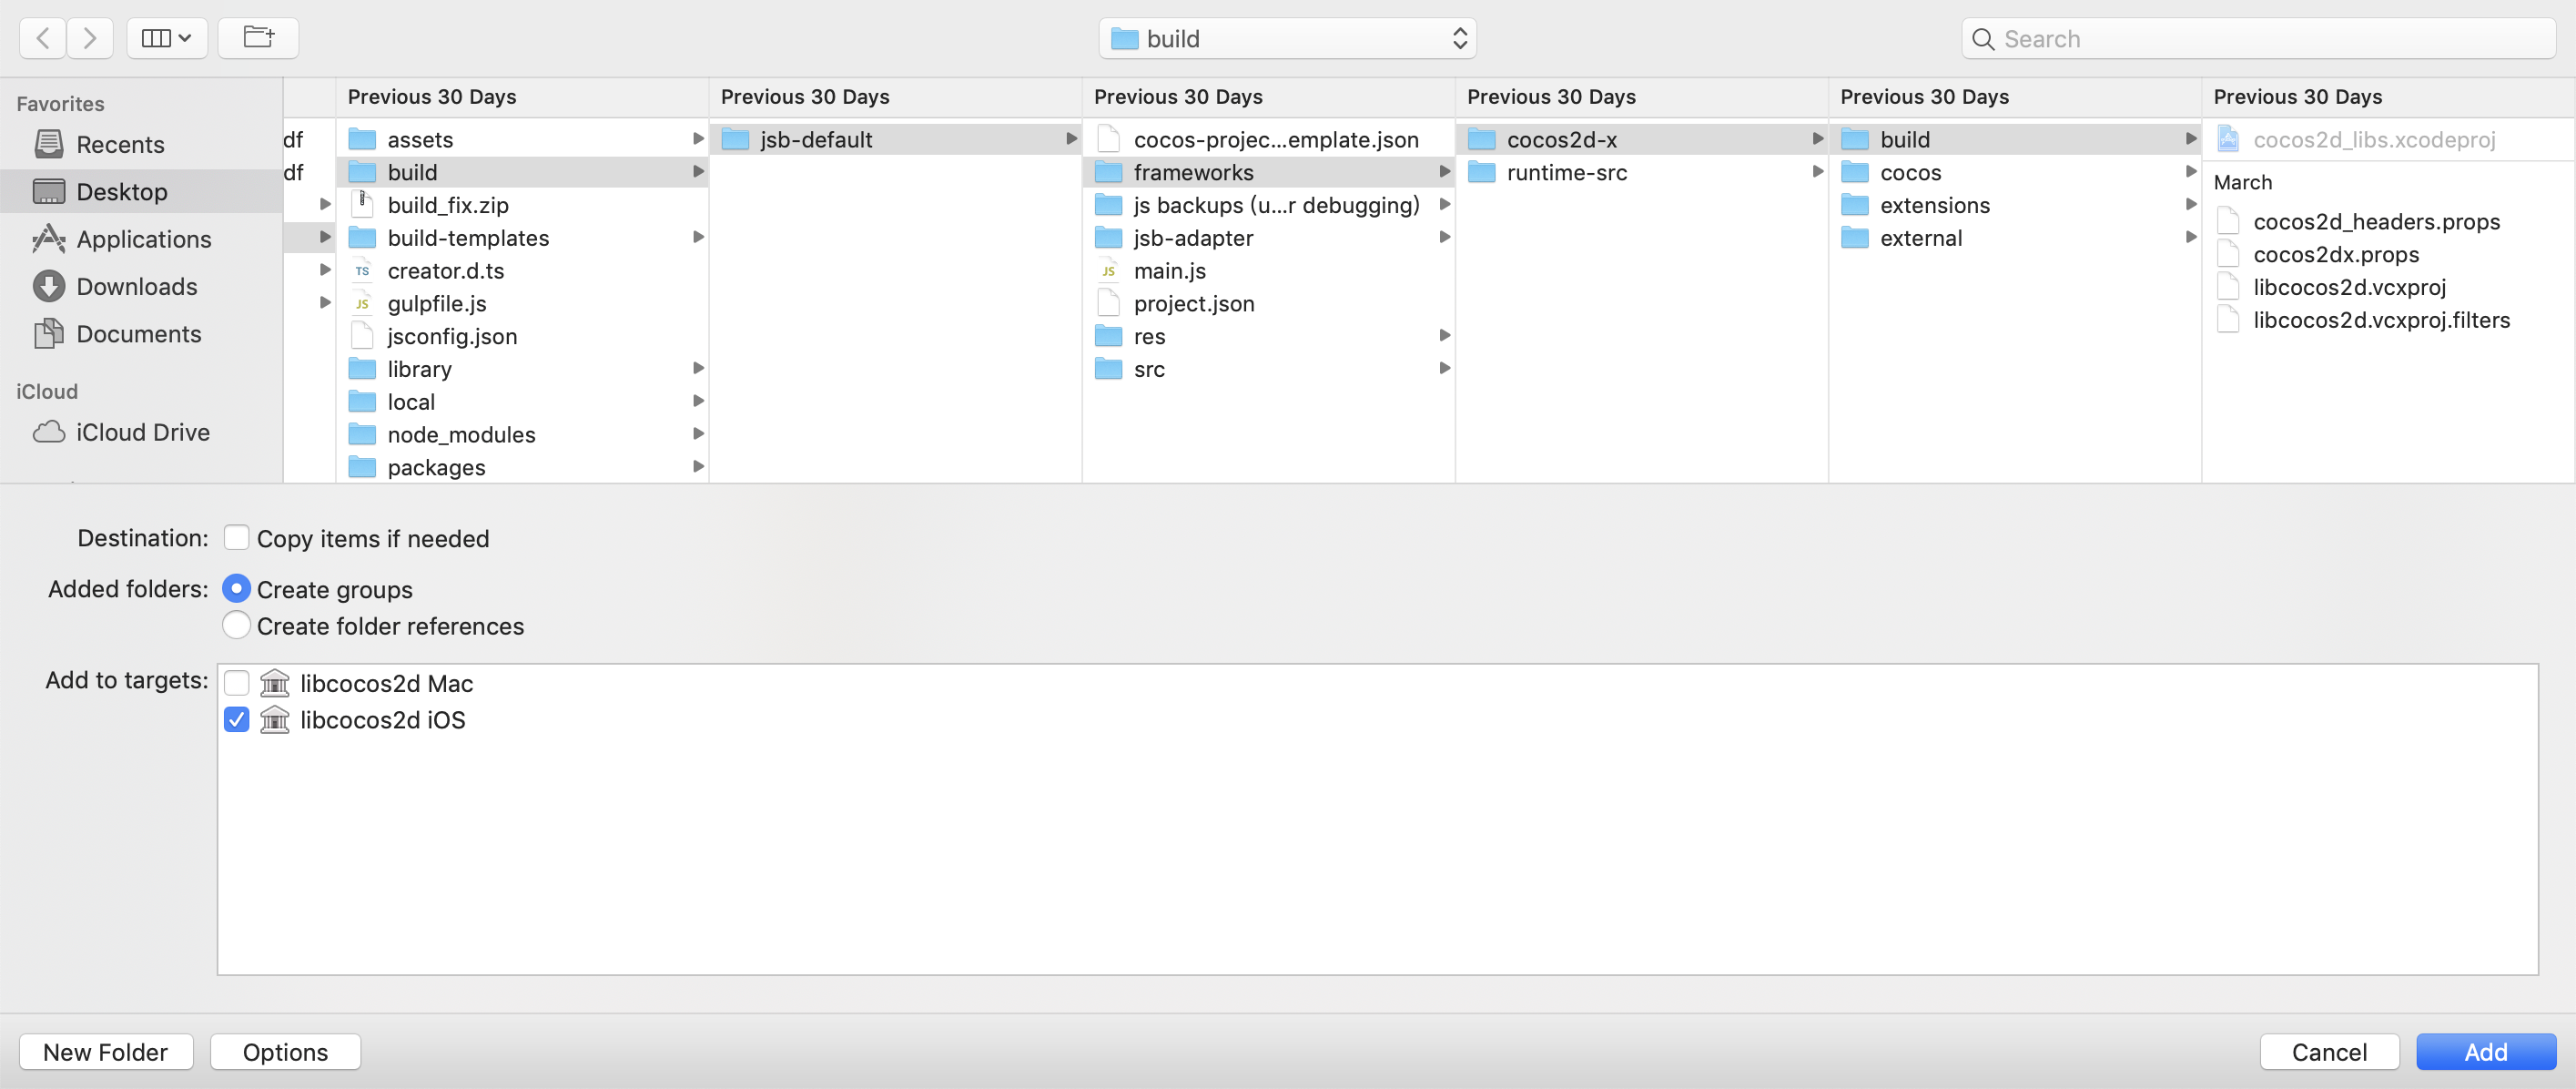 build
Search
Favorites
Recents
Desktop
Applications
Downloads
Documents
iCloud
iCloud Drive
df
df
Previous 30 Days
assets
build
build_fix.zip
build-templates
TS creator.d.ts
JS gulpfile.js
jsconfig.json
library
local
node_modules
packages
Previous 30 Days
jsb-default
Previous 30 Days
cocos-projec...emplate.json
frameworks
js backups (u...r debugging)
jsb-adapter
JS main.js
project.json
res
src
Previous 30 Days
cocos2d-x
runtime-src
Previous 30 Days
build
cocos
extensions
external
Previous 30 Days
cocos2d_libs.xcodeproj
March
cocos2d_headers.props
cocos2dx.props
libcocos2d.vcxproj
libcocos2d.vcxproj.filters
Destination: Copy items if needed
Added folders: Create groups
Create folder references
Add to targets: libcocos2d Mac
libcocos2d iOS
New Folder Options Cancel Add